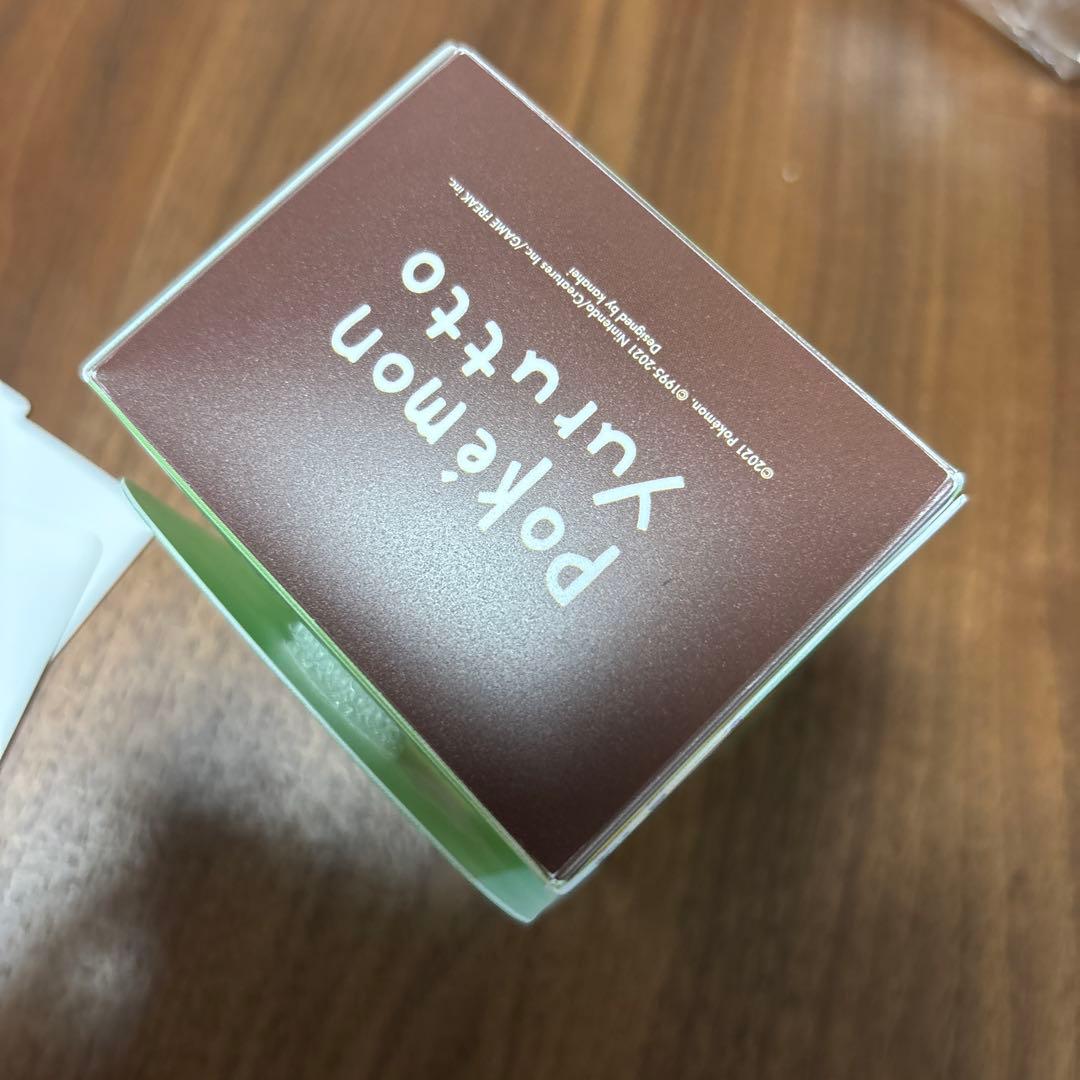 Pokémon
Yurutto
©2021 Pokémon. ©1995-2021 Nintendo/Creatures Inc./GAME FREAK inc.
Designed by kanahei